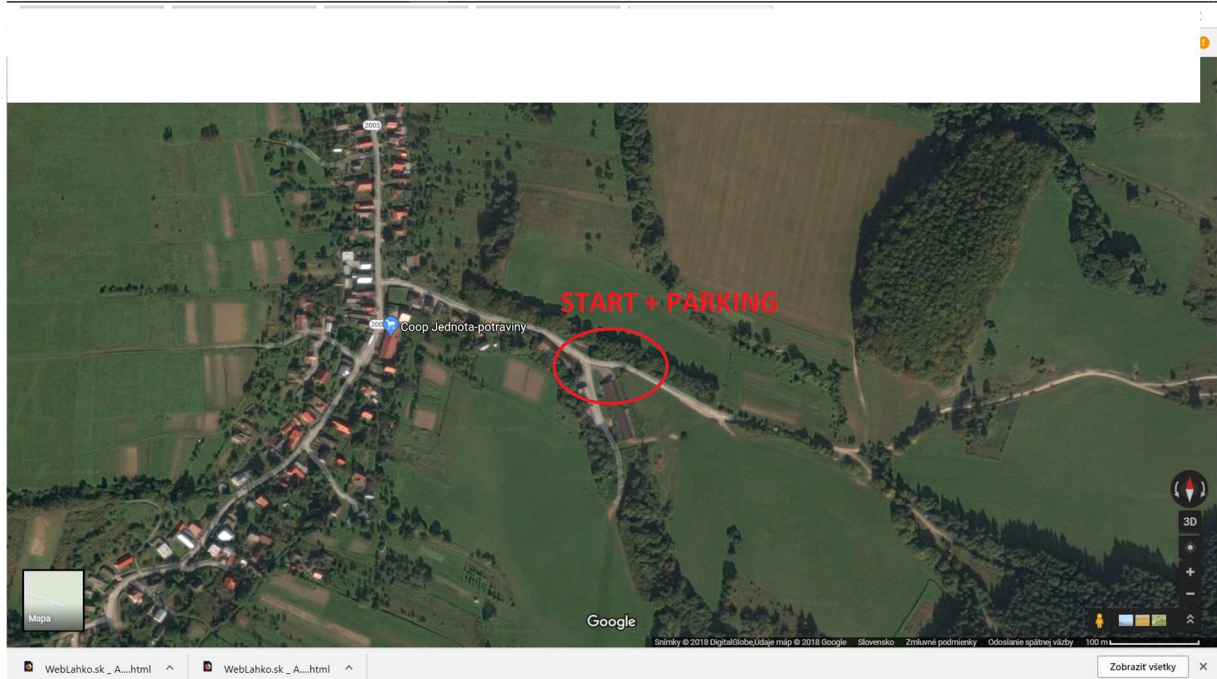 2003
START + PARKING
200
Coop Jednota-potraviny
3D
Mapa
Google
Snímky © 2018 DigitalGlobe,Údaje máp © 2018 Google Slovensko Zmluvné podmienky Odoslanie spätnej väzby 100 m
WebLahko.sk _ A....html
WebLahko.sk _ A....html
Zobraziť všetky